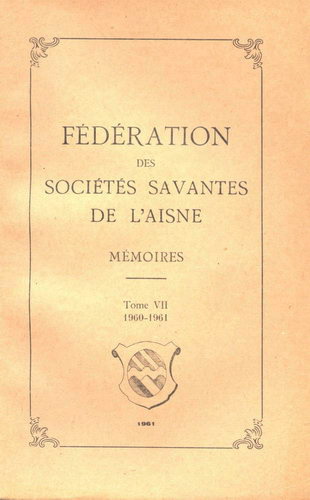 FÉDÉRATION
DES
SOCIÉTÉS SAVANTES
DE L'AISNE
MÉMOIRES
Tome VII
1960-1961
1961